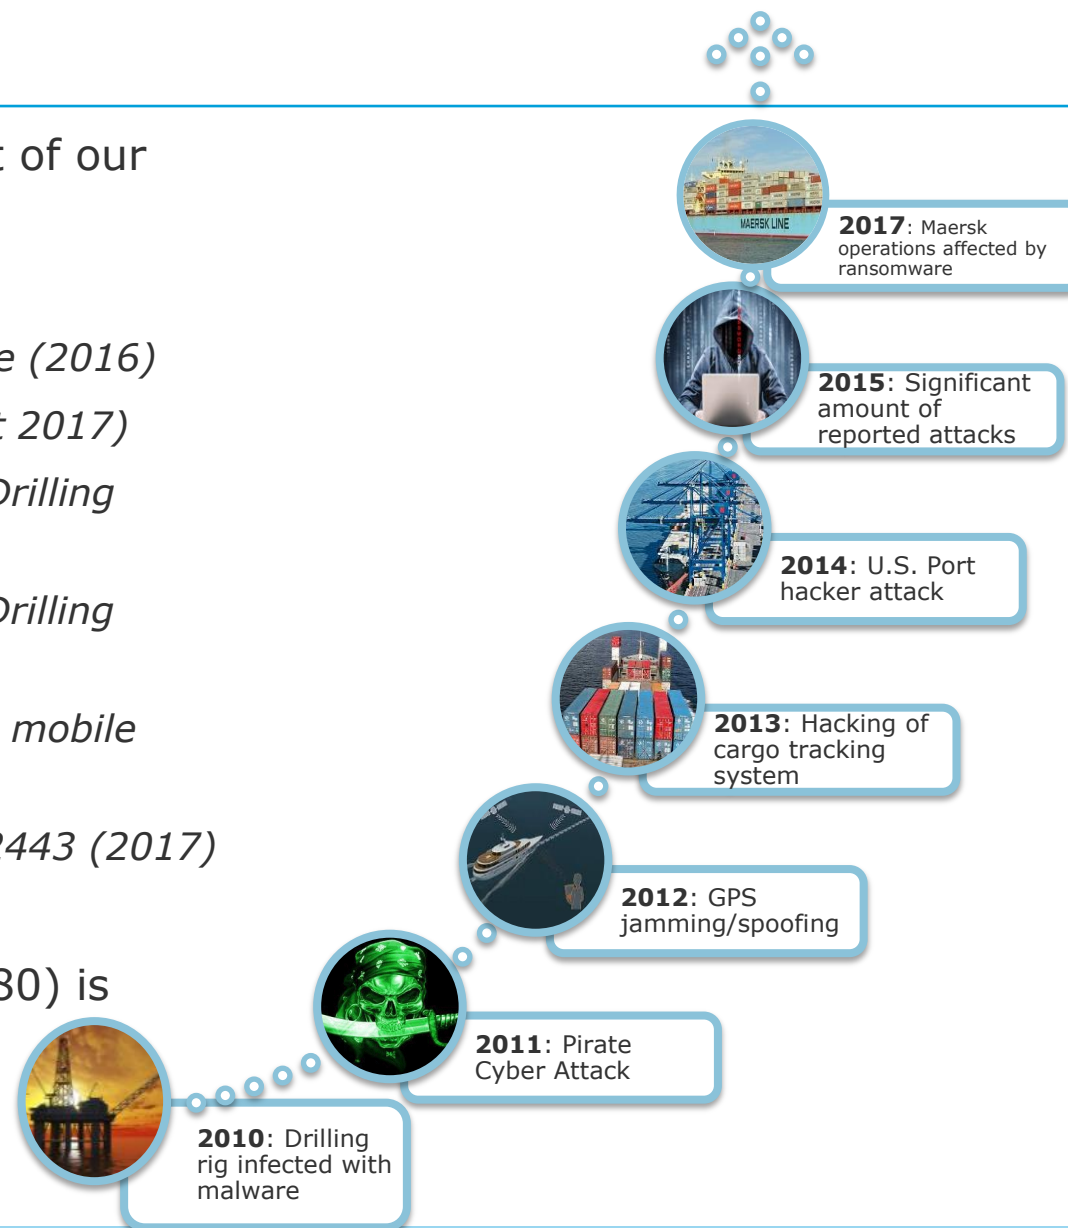 t of our
e (2016)
t 2017)
Drilling
Drilling
mobile
2443 (2017)
80) is
MAERSK LINE
2017: Maersk
operations affected by
ransomware
2015: Significant
amount of
reported attacks
2014: U.S. Port
hacker attack
2013: Hacking of
cargo tracking
system
2012: GPS
jamming/spoofing
2011: Pirate
Cyber Attack
2010: Drilling
rig infected with
malware